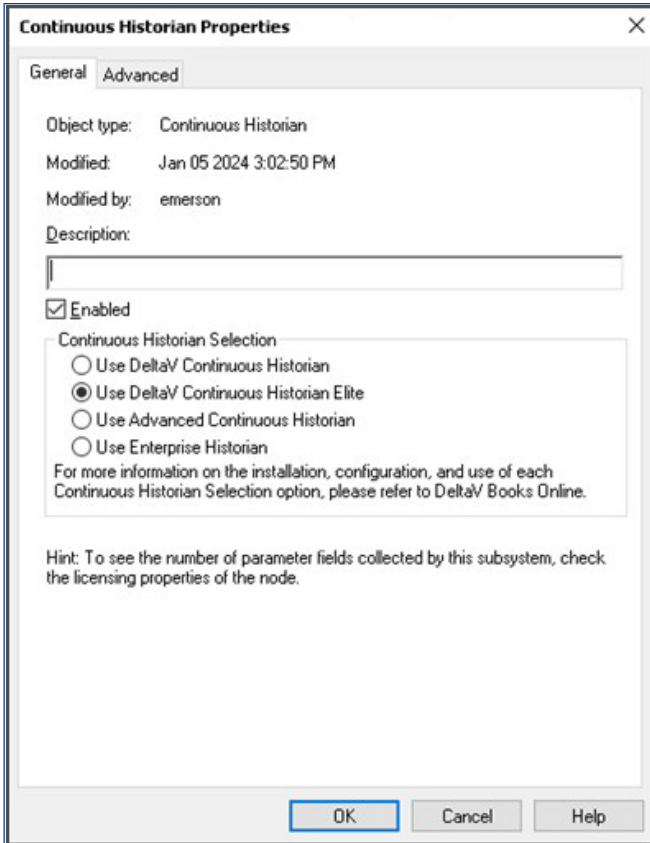 Continuous Historian Properties
General Advanced
Object type: Continuous Historian
Modified: Jan 05 2024 3:02:50 PM
Modified by: emerson
Description:
Enabled
Continuous Historian Selection
Use DeltaV Continuous Historian
Use DeltaV Continuous Historian Elite
Use Advanced Continuous Historian
Use Enterprise Historian
For more information on the installation, configuration, and use of each
Continuous Historian Selection option, please refer to DeltaV Books Online.
Hint: To see the number of parameter fields collected by this subsystem, check
the licensing properties of the node.
OK Cancel Help